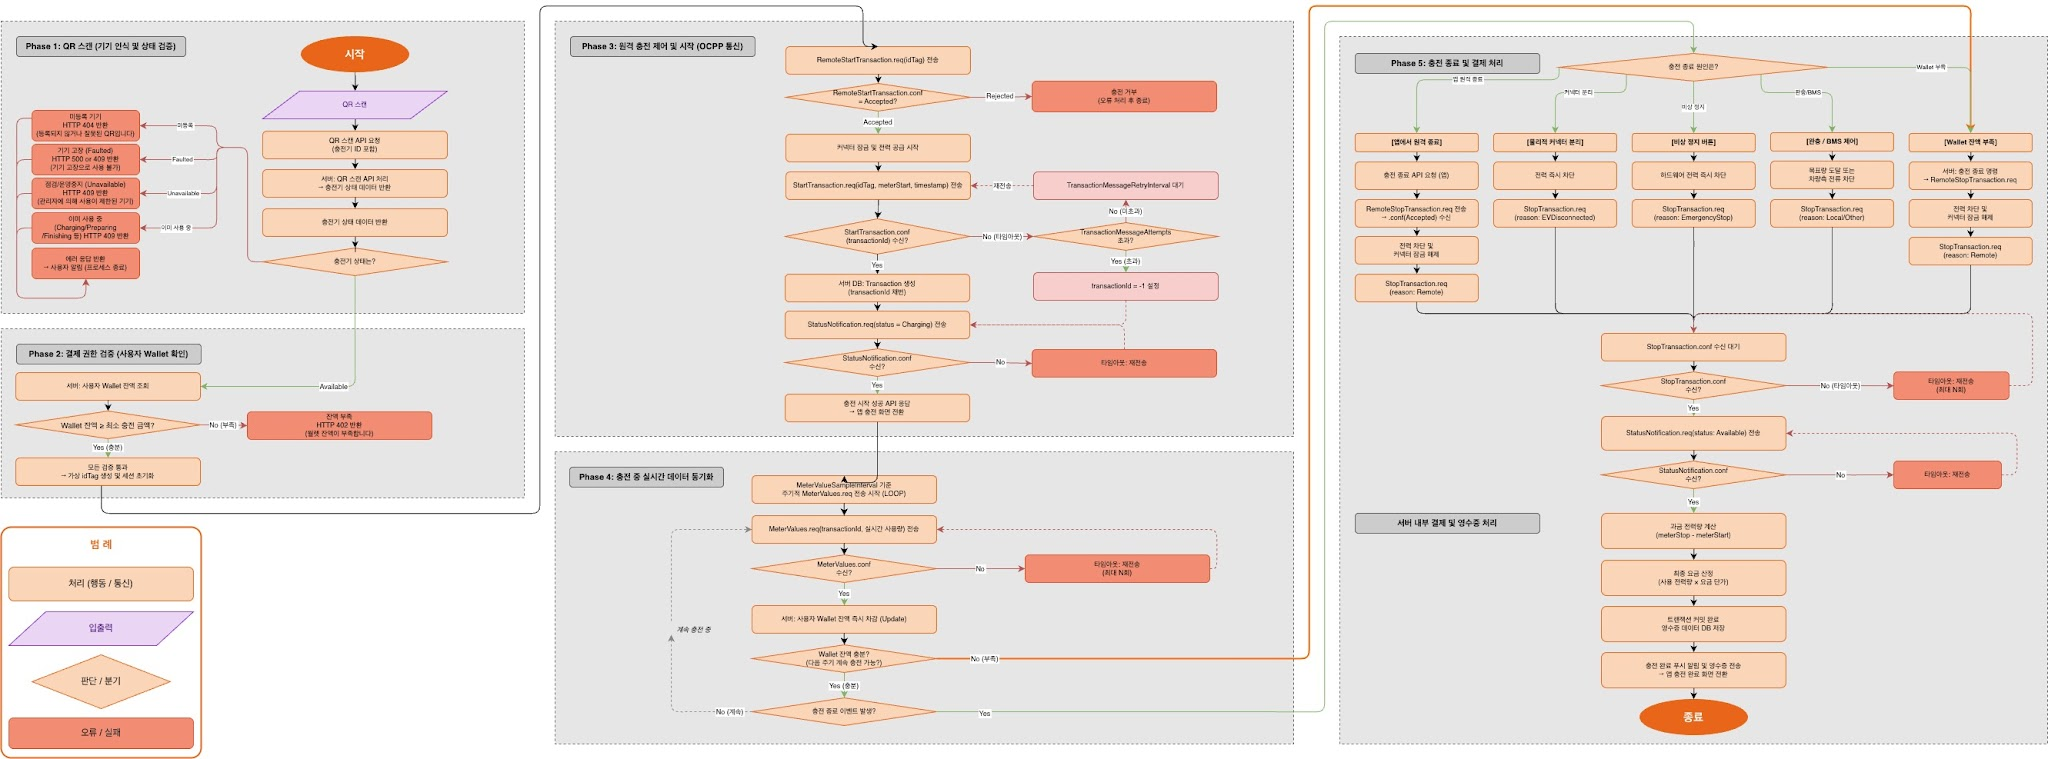 Phase 1: QR 스캔 (기기 인식 및 상태 검증)
시작
QR 스캔
QR 스캔 API 요청
(충전기 ID 포함)
서버: QR 스캔 API 처리
→ 충전기 상태 데이터 반환
충전기 상태 데이터 반환
충전기 상태는?
미등록
Faulted
Unavailable
이미 사용 중
미등록 기기
HTTP 404 반환
(등록되지 않거나 잘못된 QR입니다)
기기 고장 (Faulted)
HTTP 500 or 409 반환
(기기 고장으로 사용 불가)
점검/운영중지 (Unavailable)
HTTP 409 반환
(관리자에 의해 사용이 제한된 기기)
이미 사용 중
(Charging/Preparing
/Finishing 등) HTTP 409 반환
에러 응답 반환
→ 사용자 알림 (프로세스 종료)
Phase 2: 결제 권한 검증 (사용자 Wallet 확인)
Available
서버: 사용자 Wallet 잔액 조회
Wallet 잔액 ≥ 최소 충전 금액?
No (부족)
잔액 부족
HTTP 402 반환
(월렛 잔액이 부족합니다)
Yes (충분)
모든 검증 통과
→ 가상 idTag 생성 및 세션 초기화
범 례
처리 (행동 / 통신)
입출력
판단 / 분기
오류 / 실패
Phase 3: 원격 충전 제어 및 시작 (OCPP 통신)
RemoteStartTransaction.req(idTag) 전송
RemoteStartTransaction.conf
= Accepted?
Rejected
충전 거부
(오류 처리 후 종료)
Accepted
커넥터 잠금 및 전력 공급 시작
StartTransaction.req(idTag, meterStart, timestamp) 전송
재전송
TransactionMessageRetryInterval 대기
No (미초과)
StartTransaction.conf
(transactionId) 수신?
No (타임아웃)
TransactionMessageAttempts
초과?
Yes
Yes (초과)
서버 DB: Transaction 생성
(transactionId 채번)
transactionId = -1 설정
StatusNotification.req(status = Charging) 전송
StatusNotification.conf
수신?
No
타임아웃: 재전송
Yes
충전 시작 성공 API 응답
→ 앱 충전 화면 전환
Phase 4: 충전 중 실시간 데이터 동기화
MeterValueSampleInterval 기준
주기적 MeterValues.req 전송 시작 (LOOP)
MeterValues.req(transactionId, 실시간 사용량) 전송
MeterValues.conf
수신?
No
타임아웃: 재전송
(최대 N회)
Yes
서버: 사용자 Wallet 잔액 즉시 차감 (Update)
계속 충전 중
Wallet 잔액 충분?
(다음 주기 계속 충전 가능?)
No (부족)
Yes (충분)
No (계속)
충전 종료 이벤트 발생?
Yes
Phase 5: 충전 종료 및 결제 처리
충전 종료 원인은?
앱 원격 종료
커넥터 분리
비상 정지
완충/BMS
Wallet 부족
[앱에서 원격 종료]
충전 종료 API 요청 (앱)
RemoteStopTransaction.req 전송
→ .conf(Accepted) 수신
전력 차단 및
커넥터 잠금 해제
StopTransaction.req
(reason: Remote)
[물리적 커넥터 분리]
전력 즉시 차단
StopTransaction.req
(reason: EVDisconnected)
[비상 정지 버튼]
하드웨어 전력 즉시 차단
StopTransaction.req
(reason: EmergencyStop)
[완충 / BMS 제어]
목표량 도달 또는
차량측 전류 차단
StopTransaction.req
(reason: Local/Other)
[Wallet 잔액 부족]
서버: 충전 종료 명령
→ RemoteStopTransaction.req
전력 차단 및
커넥터 잠금 해제
StopTransaction.req
(reason: Remote)
StopTransaction.conf 수신 대기
StopTransaction.conf
수신?
No (타임아웃)
타임아웃: 재전송
(최대 N회)
Yes
StatusNotification.req(status: Available) 전송
StatusNotification.conf
수신?
No
타임아웃: 재전송
Yes
서버 내부 결제 및 영수증 처리
과금 전력량 계산
(meterStop - meterStart)
최종 요금 산정
(사용 전력량 x 요금 단가)
트랜잭션 커밋 완료
영수증 데이터 DB 저장
충전 완료 푸시 알림 및 영수증 전송
→ 앱 충전 완료 화면 전환
종료